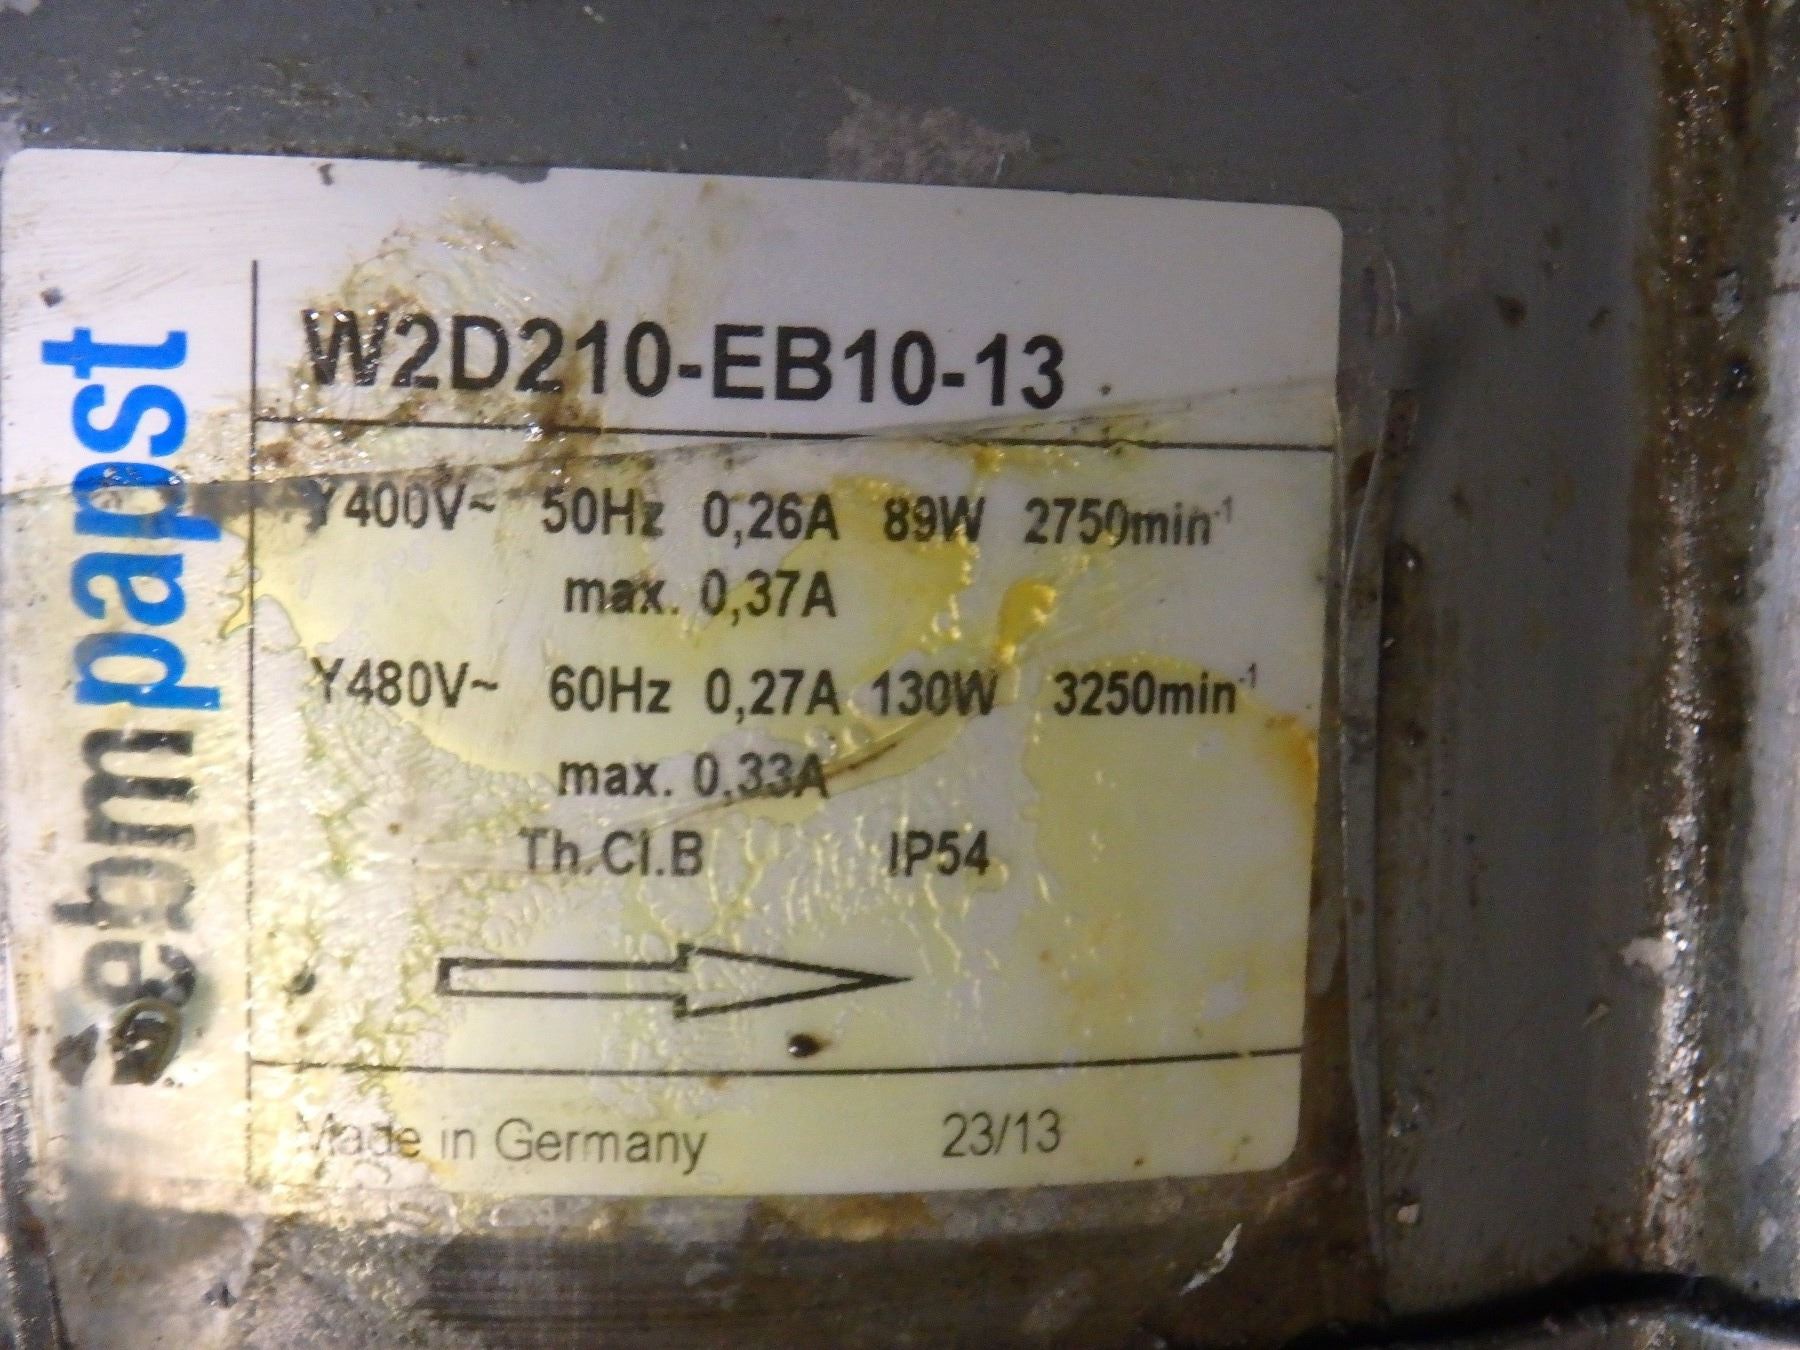 ebmpapst
W2D210-EB10-13
Y400V~ 50Hz 0,26A 89W 2750min-1
max. 0,37A
Y480V~ 60Hz 0,27A 130W 3250min-1
max. 0,33A
Th.Cl.B IP54
Made in Germany 23/13